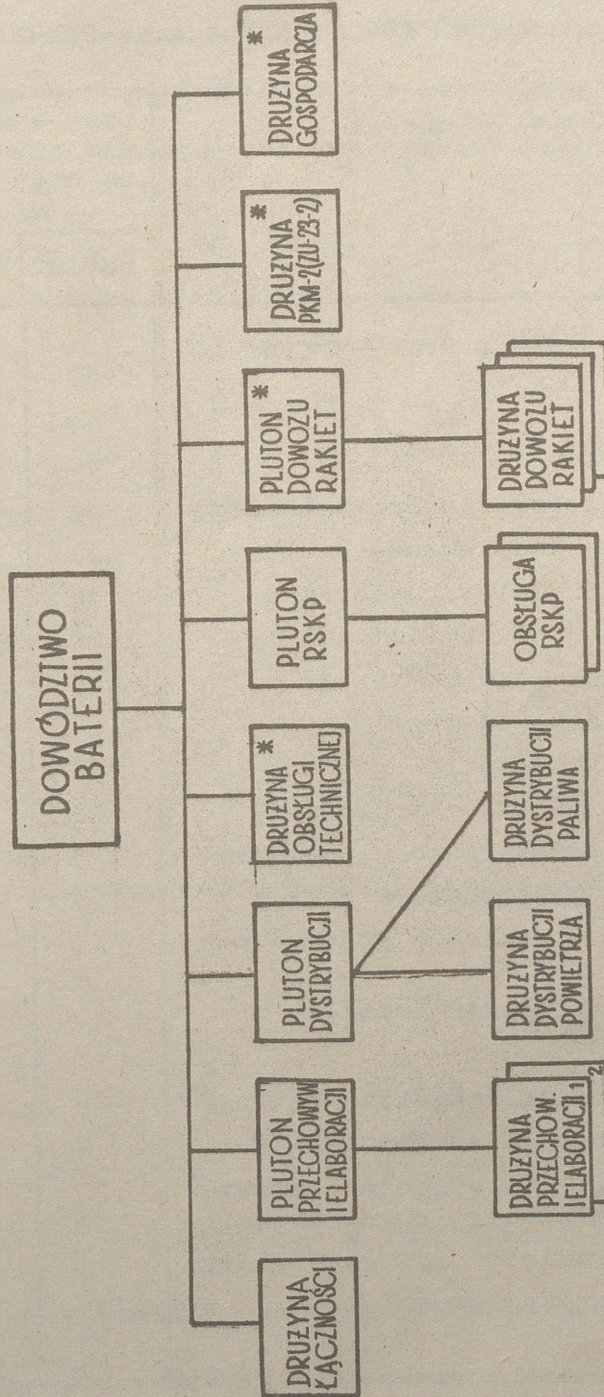 DOWÓDZTWO
BATERII
DRUŻYNA
ŁĄCZNOŚCI
PLUTON
PRZECHOWYW
I ELABORACJI
PLUTON
DYSTRYBUCJI
DRUŻYNA *
OBSŁUGI
TECHNICZNEJ
PLUTON
RSKP
PLUTON *
DOWOZU
RAKIET
DRUŻYNA *
PKM-2(ZU-23-2)
DRUŻYNA *
GOSPODARCZA
DRUŻYNA
PRZECHOW.
I ELABORACJI 1
2
DRUŻYNA
DYSTRYBUCJI
POWIETRZA
DRUŻYNA
DYSTRYBUCJI
PALIWA
OBSŁUGA
RSKP
DRUŻYNA
DOWOZU
RAKIET